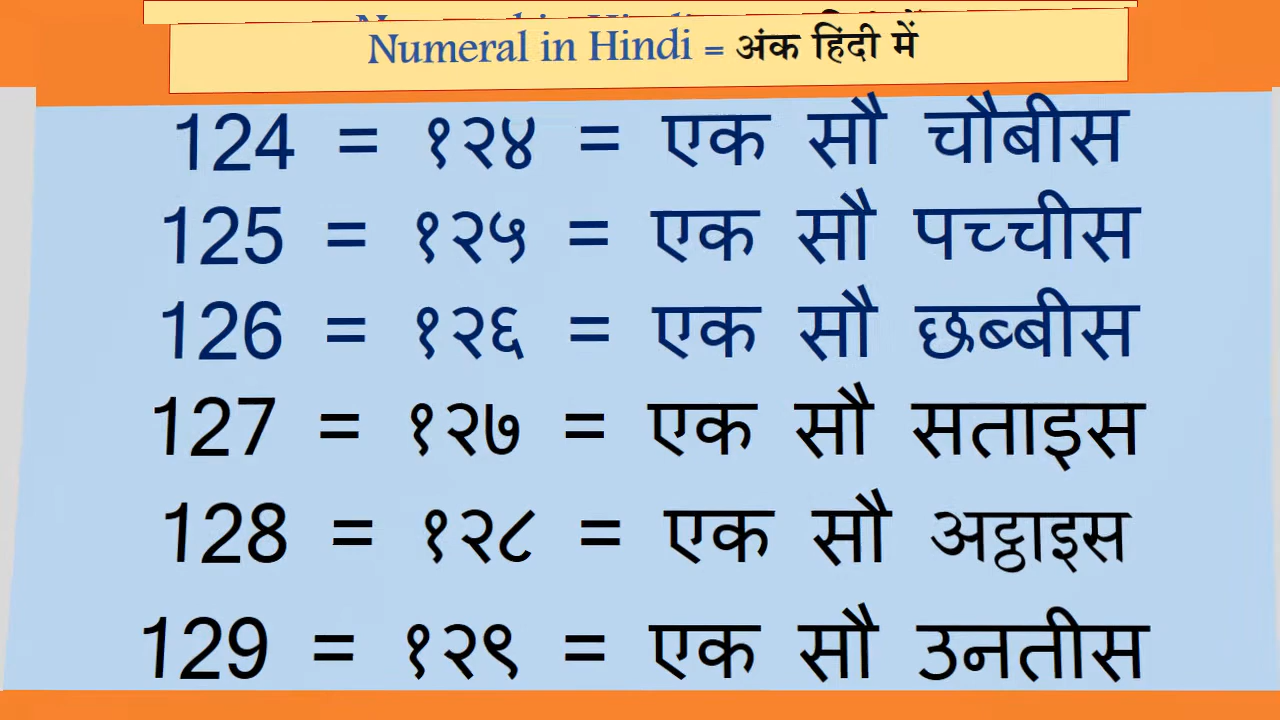 Numeral in Hindi = अंक हिंदी में
124 = १२४ = एक सौ चौबीस
125 = १२५ = एक सौ पच्चीस
126 = १२६ = एक सौ छब्बीस
127 = १२७ = एक सौ सताइस
128 = १२८ = एक सौ अट्ठाइस
129 = १२९ = एक सौ उनतीस